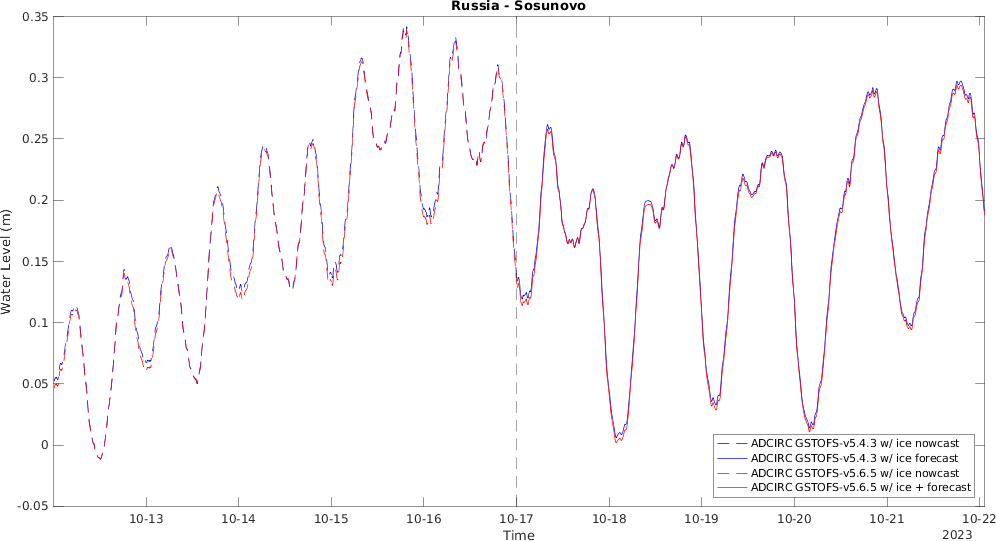 Russia - Sosunovo
0.35
0.3
0.25
0.2
0.15
0.1
0.05
0
-0.05
Water Level (m)
ADCIRC GSTOFS-v5.4.3 w/ ice nowcast
ADCIRC GSTOFS-v5.4.3 w/ ice forecast
ADCIRC GSTOFS-v5.6.5 w/ ice nowcast
ADCIRC GSTOFS-v5.6.5 w/ ice + forecast
10-13 10-14 10-15 10-16 10-17 10-18 10-19 10-20 10-21 10-22
Time
2023